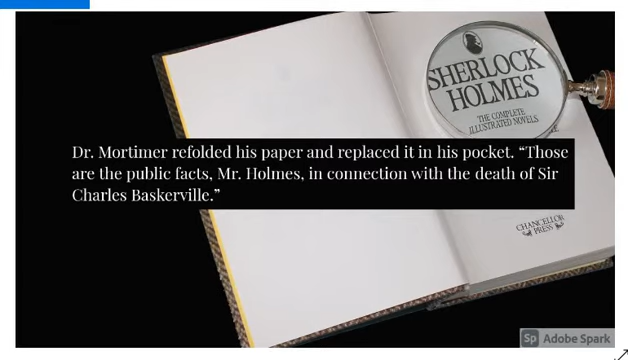 SHERLOCK
HOLMES
THE COMPLETE
ILLUSTRATED NOVELS
Dr. Mortimer refolded his paper and replaced it in his pocket. “Those
are the public facts, Mr. Holmes, in connection with the death of Sir
Charles Baskerville.”
CHANCELLOR
PRESS
Sp Adobe Spark